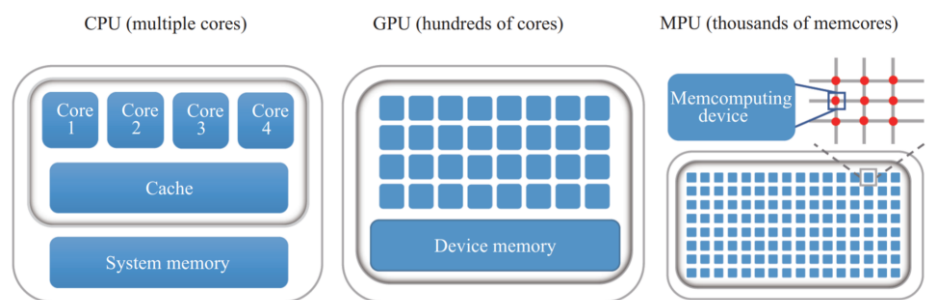 CPU (multiple cores)
GPU (hundreds of cores)
MPU (thousands of memcores)
Core
1
Core
2
Core
3
Core
4
Cache
System memory
Device memory
Memcomputing
device